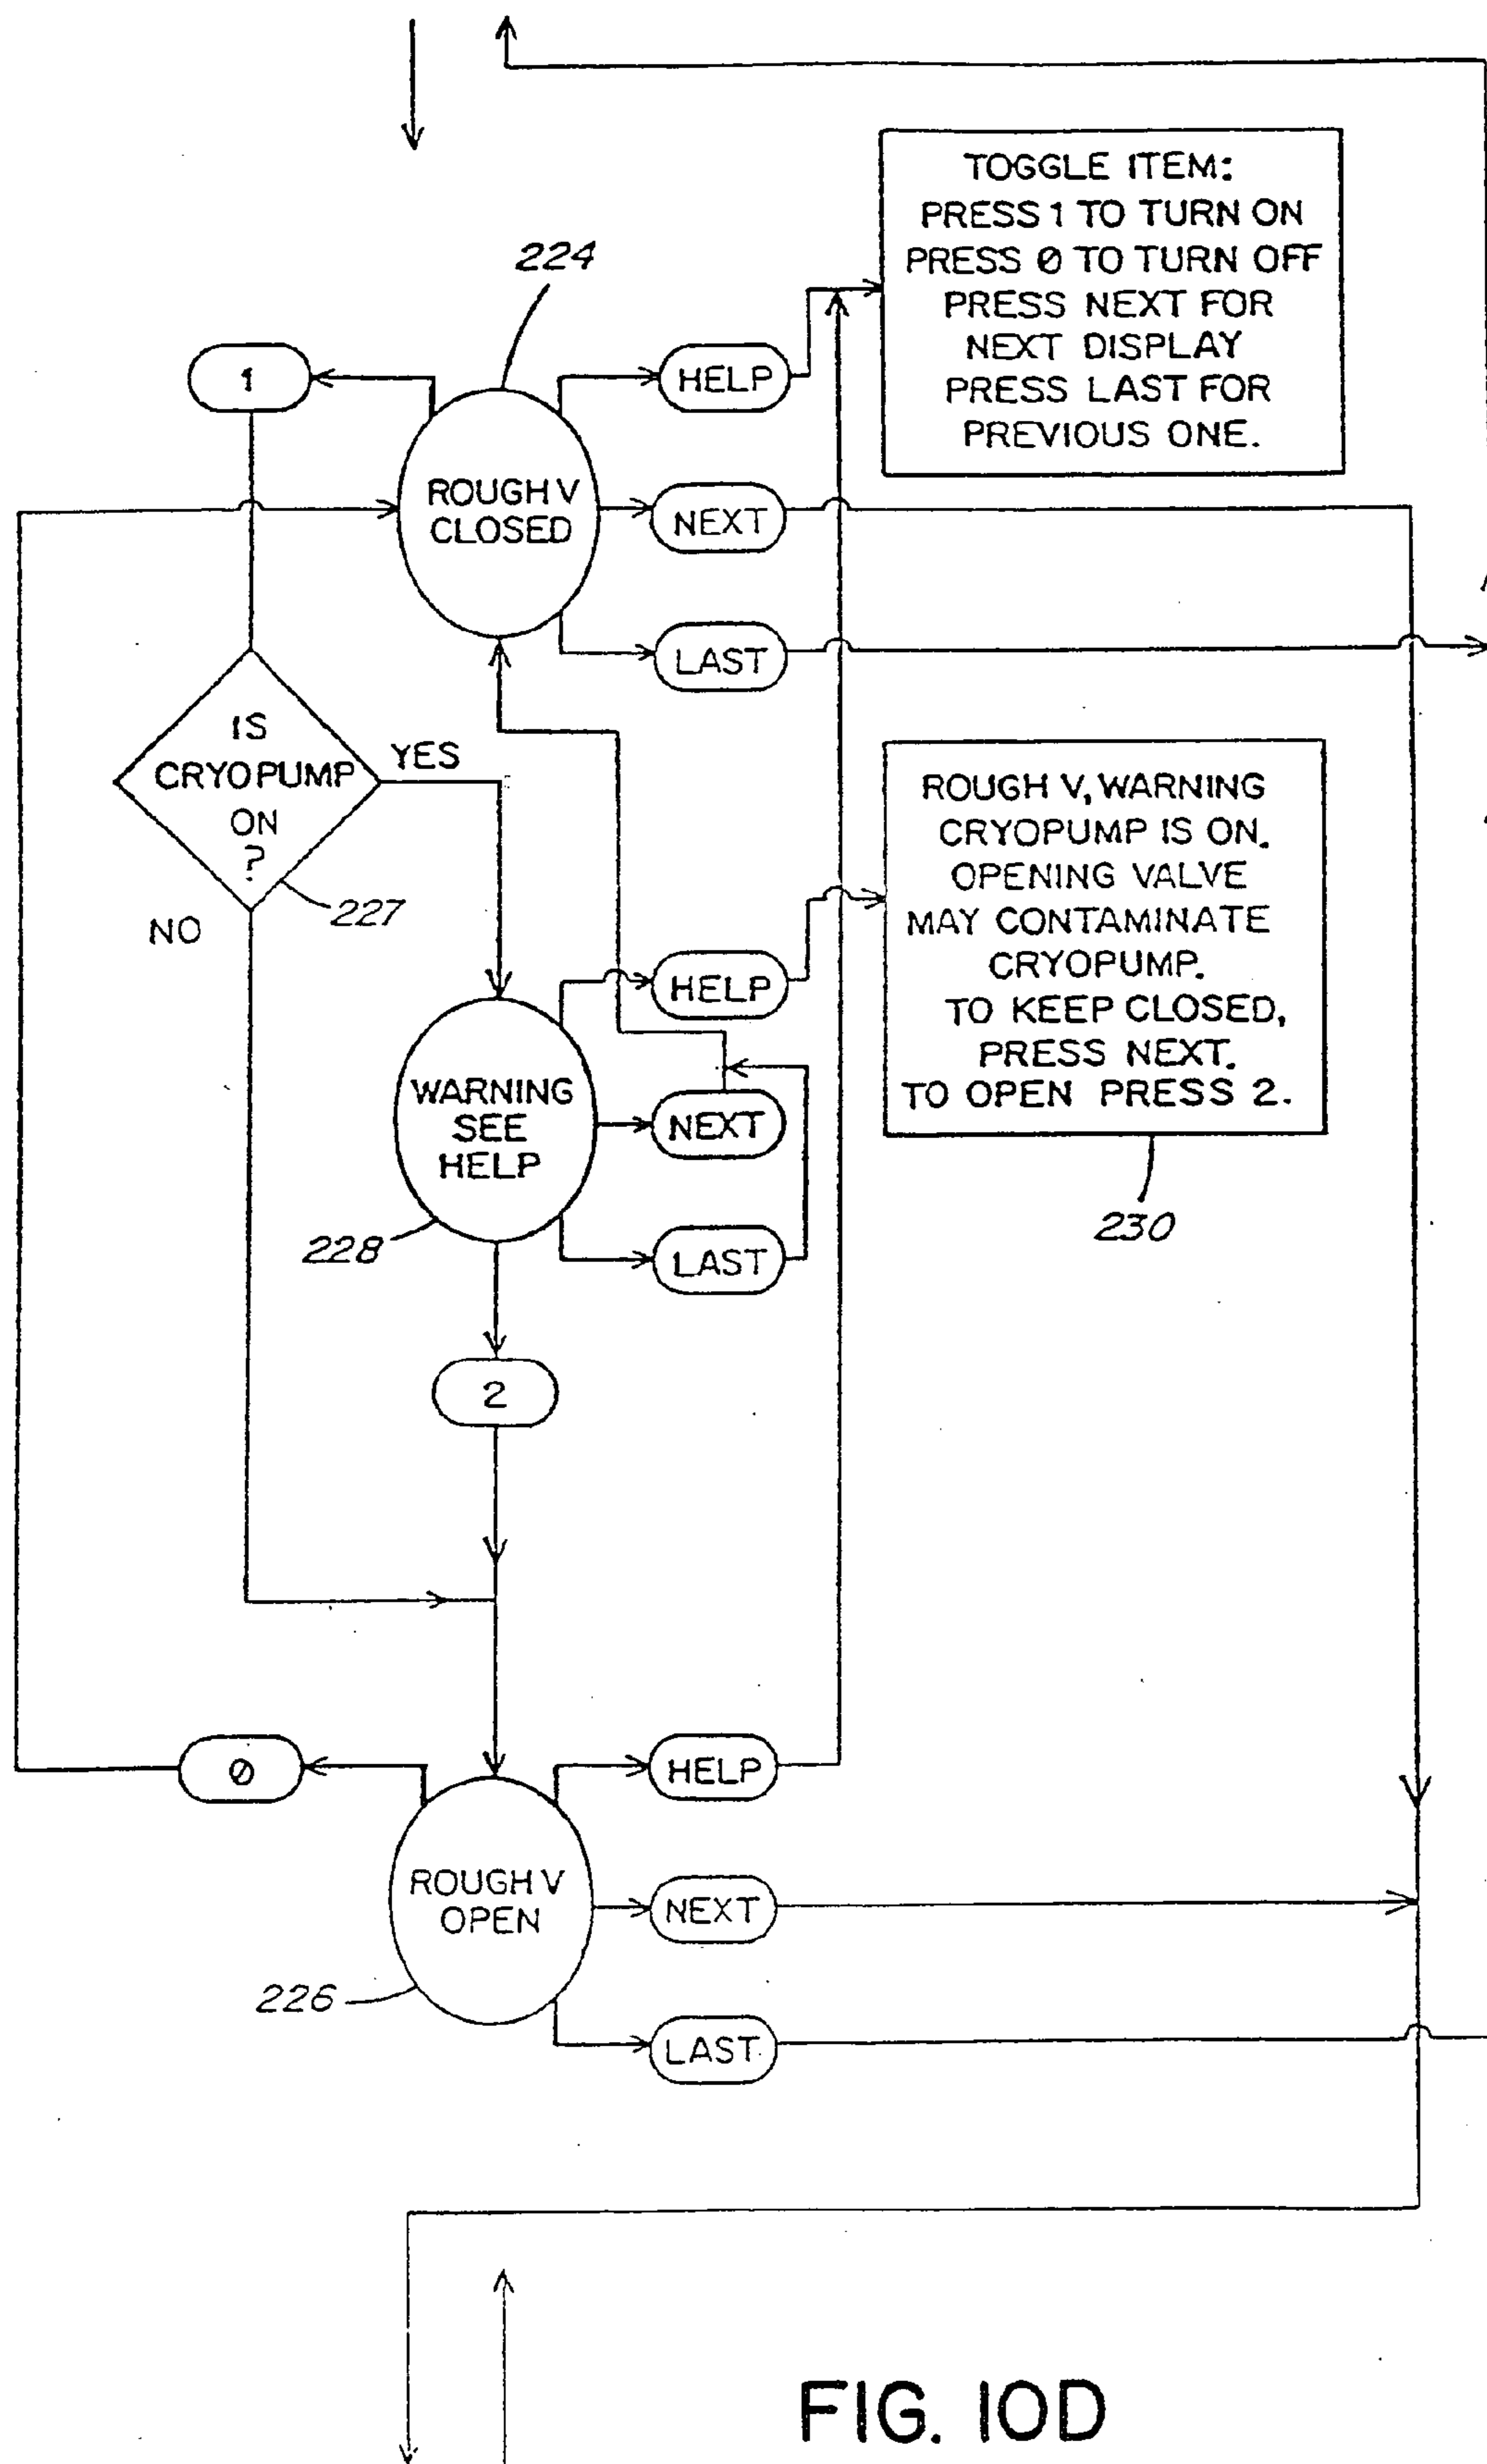 TOGGLE ITEM:
PRESS 1 TO TURN ON
PRESS 0 TO TURN OFF
PRESS NEXT FOR
NEXT DISPLAY
PRESS LAST FOR
PREVIOUS ONE.
224
1
HELP
ROUGH V
CLOSED
NEXT
LAST
IS
CRYOPUMP
ON
?
YES
NO
227
ROUGH V, WARNING
CRYOPUMP IS ON.
OPENING VALVE
MAY CONTAMINATE
CRYOPUMP.
TO KEEP CLOSED,
PRESS NEXT.
TO OPEN PRESS 2.
230
HELP
WARNING
SEE
HELP
NEXT
228
LAST
2
0
HELP
ROUGH V
OPEN
NEXT
226
LAST
FIG. 10D